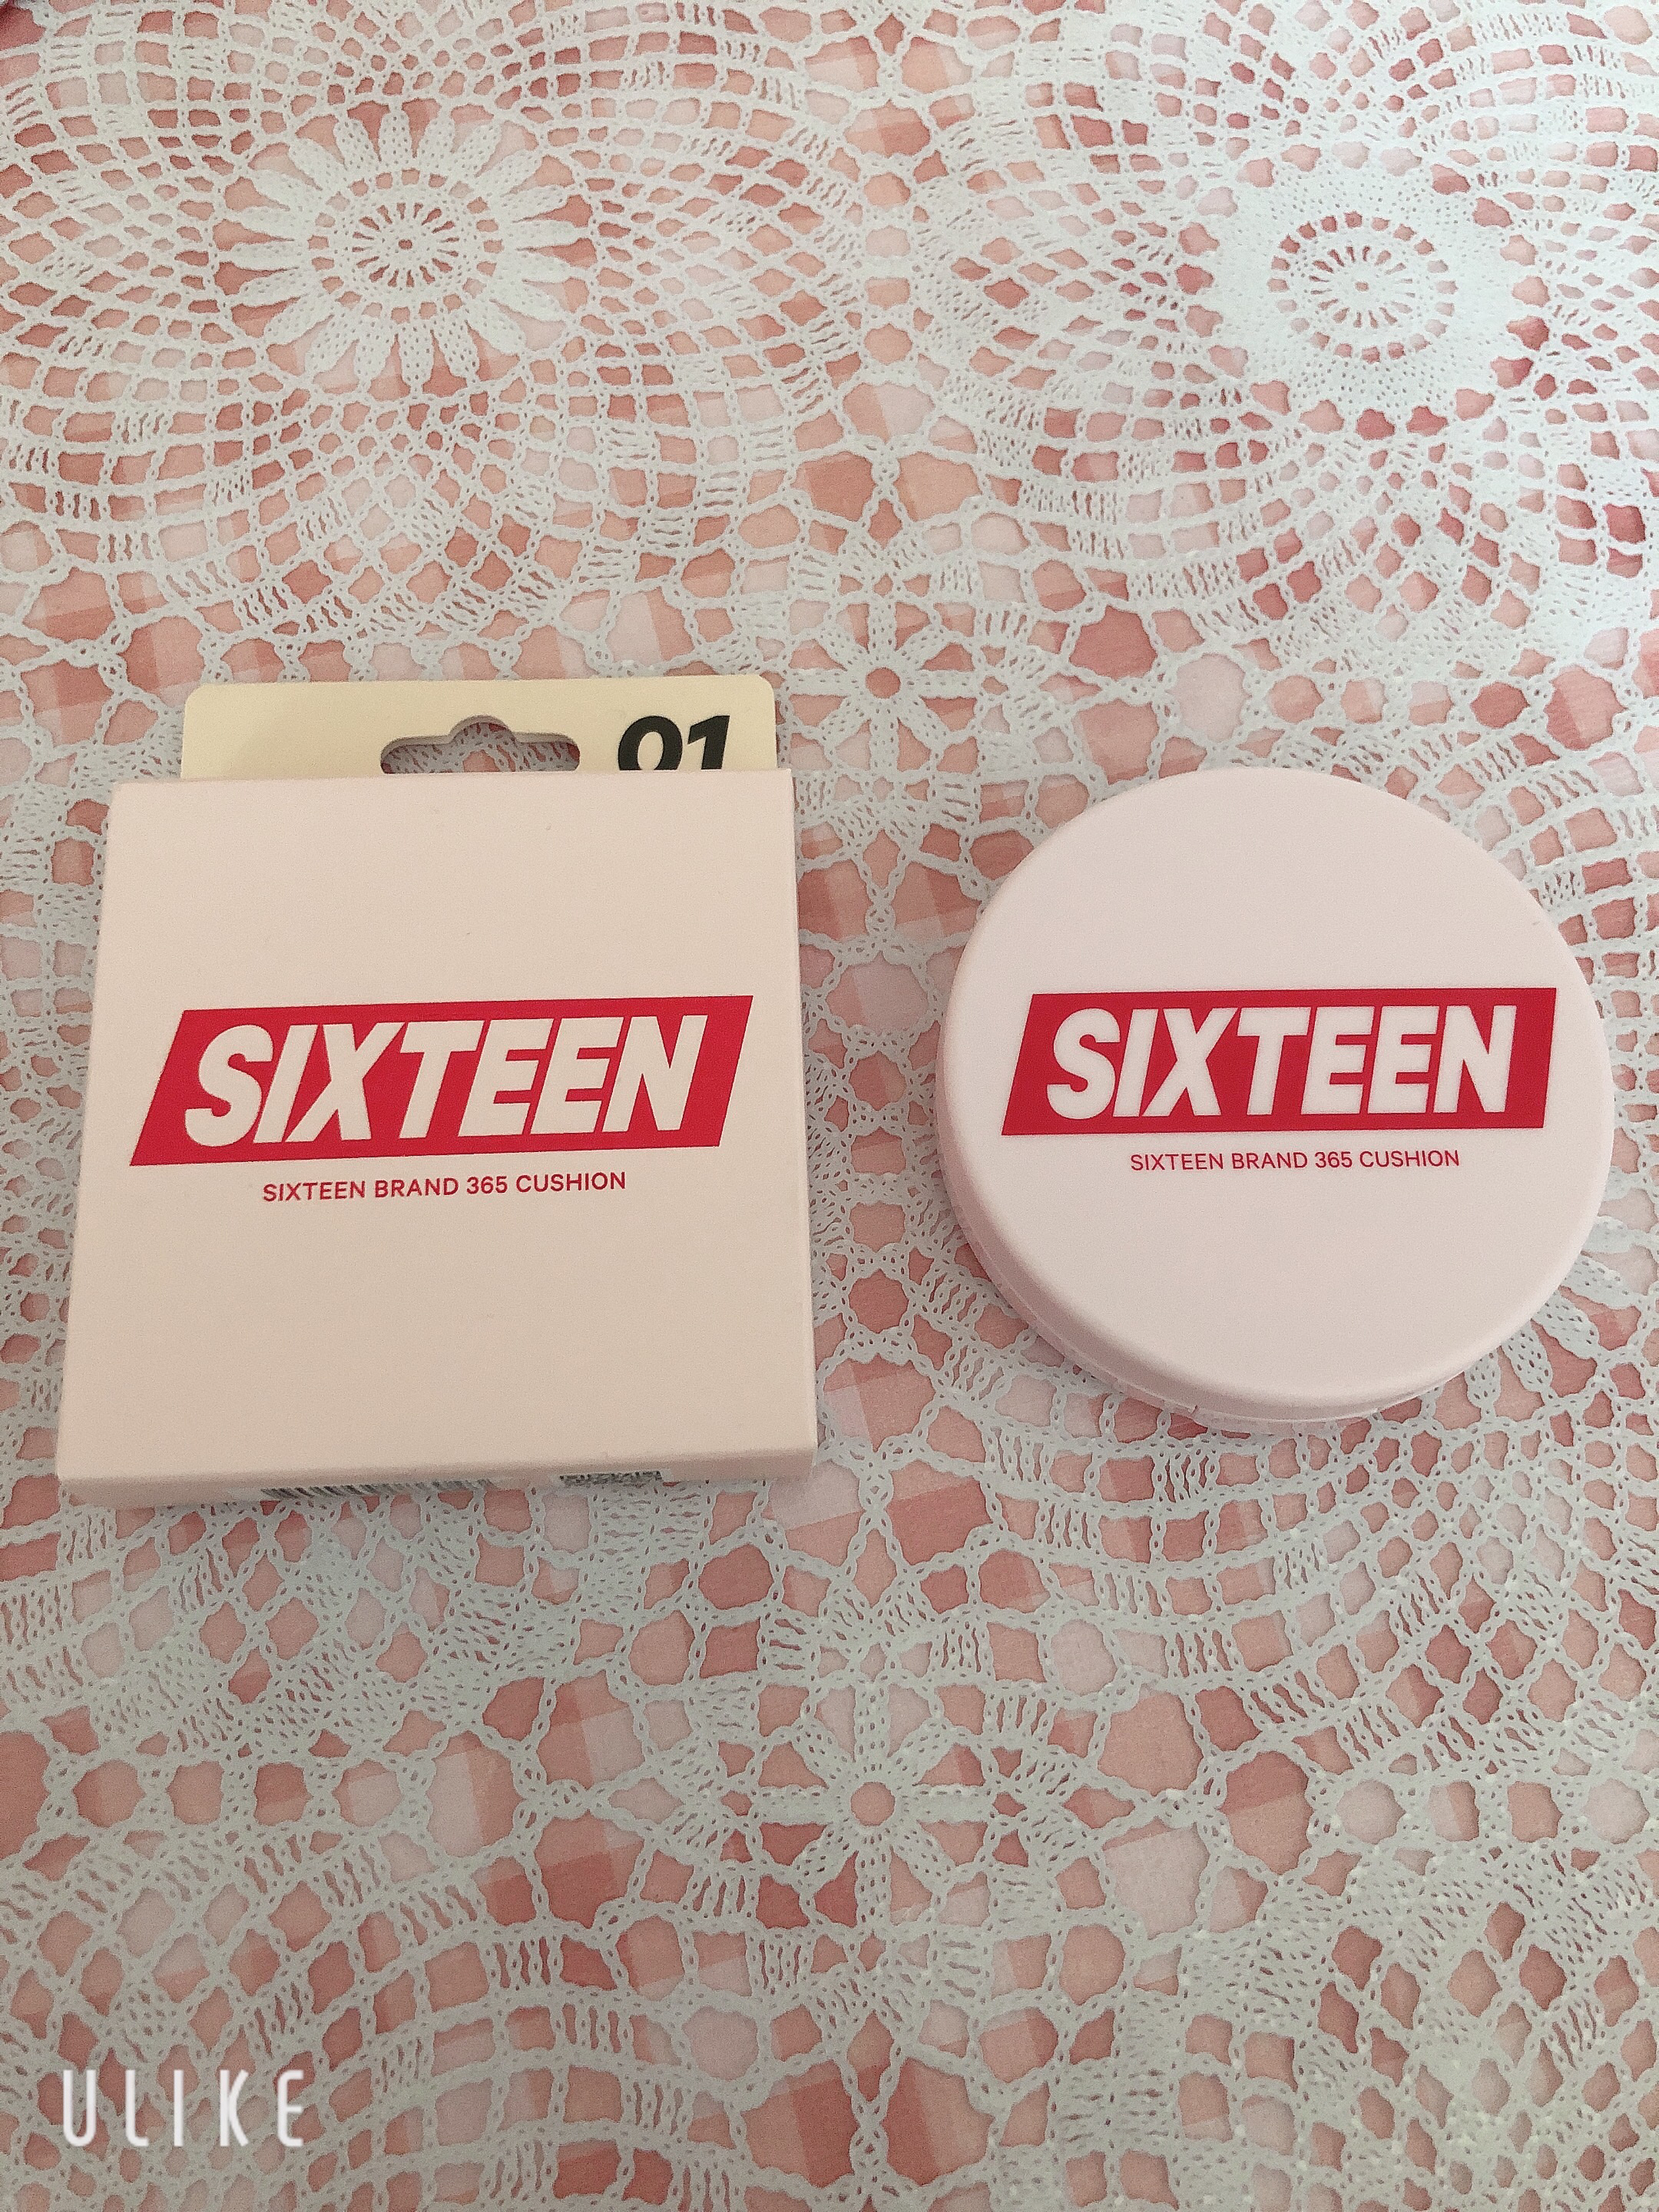 01
SIXTEEN
SIXTEEN BRAND 365 CUSHION
SIXTEEN
SIXTEEN BRAND 365 CUSHION
ULIKE